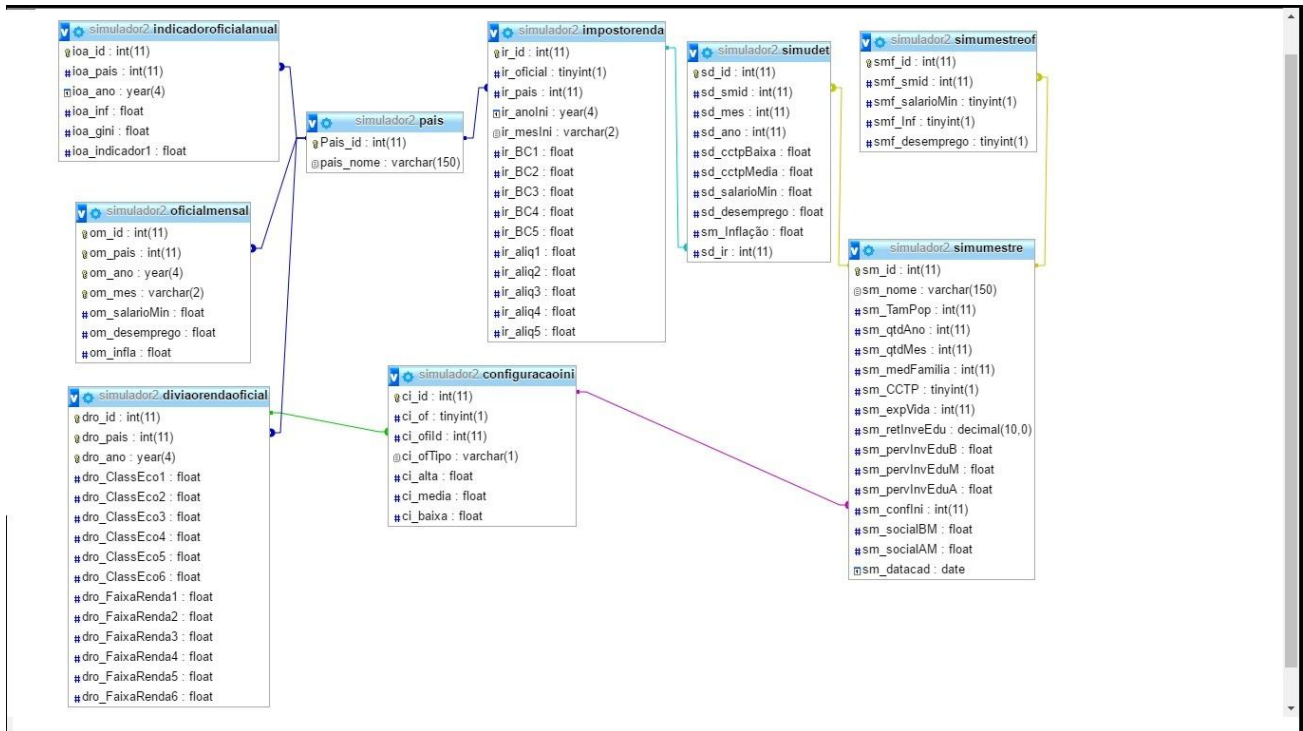 simulador2.indicadoroficialanual
ioa_id : int(11)
#ioa_pais : int(11)
ioa_ano : year(4)
#ioa_inf : float
#ioa_gini : float
#ioa_indicador1 : float
simulador2.pais
Pais_id : int(11)
pais_nome : varchar(150)
simulador2.oficialmensal
om_id : int(11)
om_pais : int(11)
om_ano : year(4)
om_mes : varchar(2)
#om_salarioMin : float
#om_desemprego : float
#om_infla : float
simulador2.diviaorendaoficial
dro_id : int(11)
dro_pais : int(11)
dro_ano : year(4)
#dro_ClassEco1 : float
#dro_ClassEco2 : float
#dro_ClassEco3 : float
#dro_ClassEco4 : float
#dro_ClassEco5 : float
#dro_ClassEco6 : float
#dro_FaixaRenda1 : float
#dro_FaixaRenda2 : float
#dro_FaixaRenda3 : float
#dro_FaixaRenda4 : float
#dro_FaixaRenda5 : float
#dro_FaixaRenda6 : float
simulador2.configuracaoini
ci_id : int(11)
#ci_of : tinyint(1)
#ci_ofiId : int(11)
ci_ofTipo : varchar(1)
#ci_alta : float
#ci_media : float
#ci_baixa : float
simulador2.impostorenda
ir_id : int(11)
#ir_oficial : tinyint(1)
#ir_pais : int(11)
ir_anoIni : year(4)
ir_mesIni : varchar(2)
#ir_BC1 : float
#ir_BC2 : float
#ir_BC3 : float
#ir_BC4 : float
#ir_BC5 : float
#ir_aliq1 : float
#ir_aliq2 : float
#ir_aliq3 : float
#ir_aliq4 : float
#ir_aliq5 : float
simulador2.simudet
sd_id : int(11)
#sd_smid : int(11)
#sd_mes : int(11)
#sd_ano : int(11)
#sd_cctpBaixa : float
#sd_cctpMedia : float
#sd_salarioMin : float
#sd_desemprego : float
#sm_Inflação : float
#sd_ir : int(11)
simulador2.simumestreof
smf_id : int(11)
#smf_smid : int(11)
#smf_salarioMin : tinyint(1)
#smf_Inf : tinyint(1)
#smf_desemprego : tinyint(1)
simulador2.simumestre
sm_id : int(11)
sm_nome : varchar(150)
#sm_TamPop : int(11)
#sm_qtdAno : int(11)
#sm_qtdMes : int(11)
#sm_medFamilia : int(11)
#sm_CCTP : tinyint(1)
#sm_expVida : int(11)
#sm_retInveEdu : decimal(10,0)
#sm_pervInvEduB : float
#sm_pervInvEduM : float
#sm_pervInvEduA : float
#sm_confIni : int(11)
#sm_socialBM : float
#sm_socialAM : float
sm_datacad : date